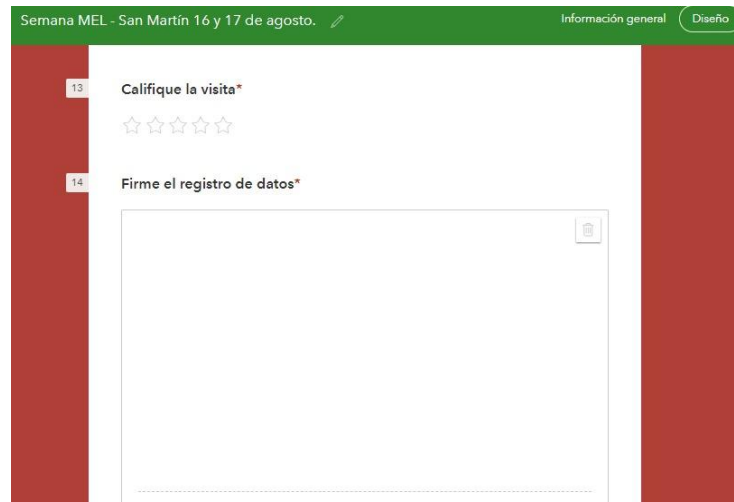 Semana MEL - San Martín 16 y 17 de agosto.
Información general
Diseño
13
Califique la visita*
14
Firme el registro de datos*